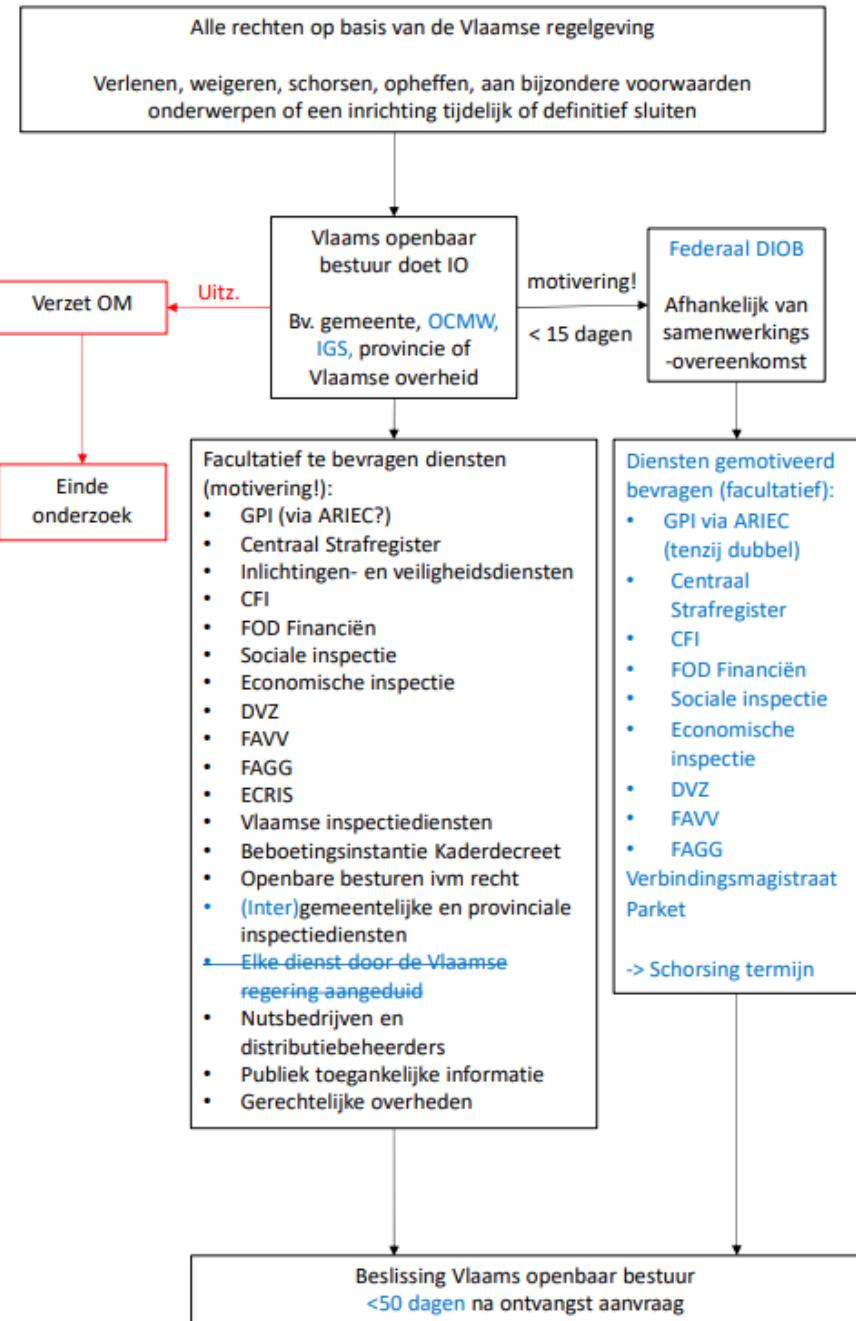 Alle rechten op basis van de Vlaamse regelgeving
Verlenen, weigeren, schorsen, opheffen, aan bijzondere voorwaarden
onderwerpen of een inrichting tijdelijk of definitief sluiten
Vlaams openbaar
bestuur doet IO
Bv. gemeente, OCMW,
IGS, provincie of
Vlaamse overheid
Uitz.
Verzet OM
Einde
onderzoek
motivering!
< 15 dagen
Federaal DIOB
Afhankelijk van
samenwerkings
-overeenkomst
Facultatief te bevragen diensten
(motivering!):
• GPI (via ARIEC?)
• Centraal Strafregister
• Inlichtingen- en veiligheidsdiensten
• CFI
• FOD Financiën
• Sociale inspectie
• Economische inspectie
• DVZ
• FAVV
• FAGG
• ECRIS
• Vlaamse inspectiediensten
• Beboetingsinstantie Kaderdecreet
• Openbare besturen ivm recht
• (Inter)gemeentelijke en provinciale
inspectiediensten
• Elke dienst door de Vlaamse
regering aangeduid
• Nutsbedrijven en
distributiebeheerders
• Publiek toegankelijke informatie
• Gerechtelijke overheden
Diensten gemotiveerd
bevragen (facultatief):
• GPI via ARIEC
(tenzij dubbel)
• Centraal
Strafregister
• CFI
• FOD Financiën
• Sociale inspectie
• Economische
inspectie
• DVZ
• FAVV
• FAGG
Verbindingsmagistraat
Parket
-> Schorsing termijn
Beslissing Vlaams openbaar bestuur
<50 dagen na ontvangst aanvraag